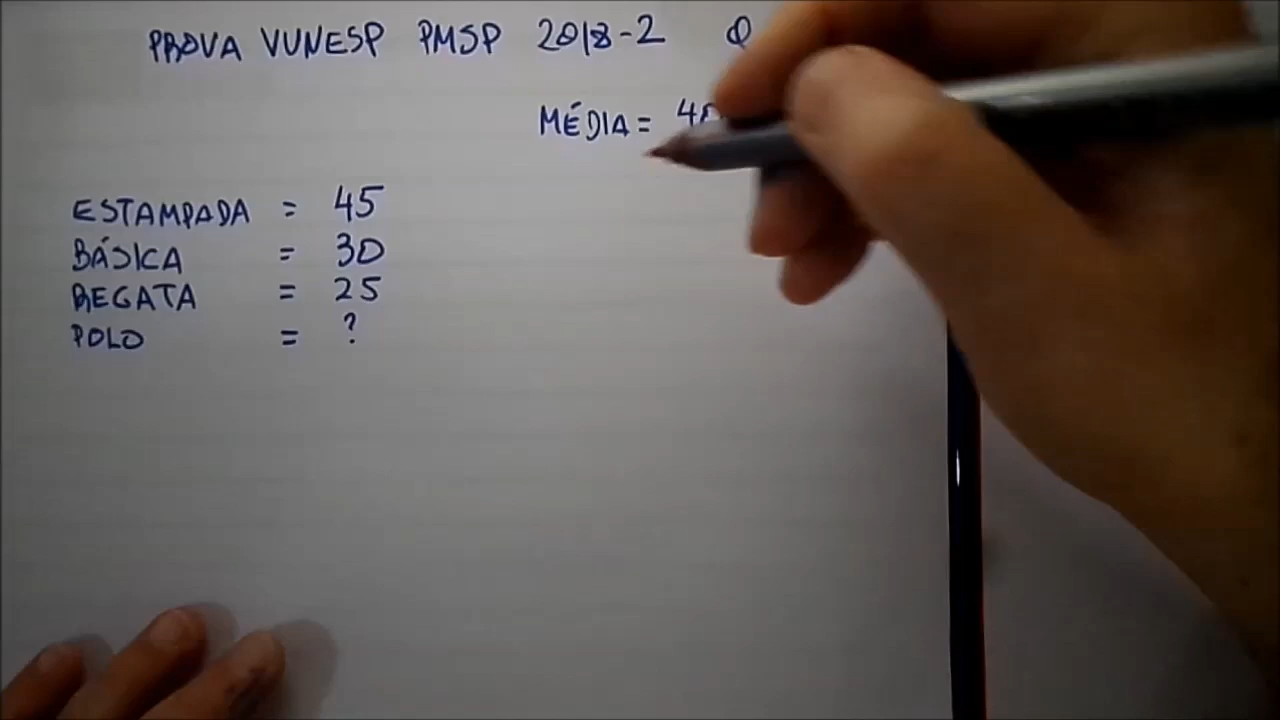 PROVA VUNESP PMSP 2018-2 Q
MÉDIA =
ESTAMPADA = 45
BÁSICA = 30
REGATA = 25
POLO = ?